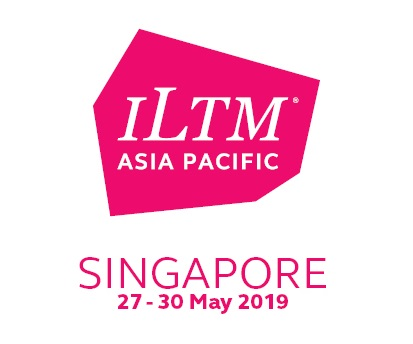 ILTM®
ASIA PACIFIC
SINGAPORE
27 - 30 May 2019